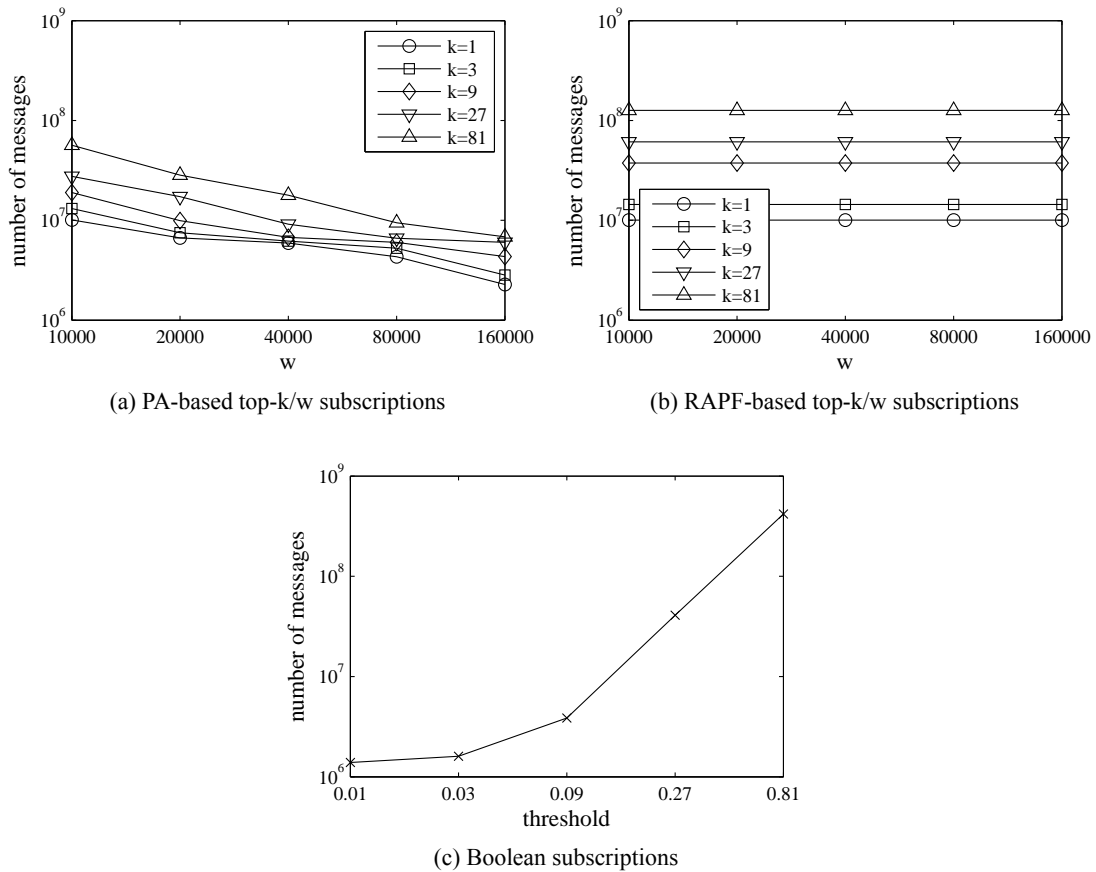 10^9
10^8
10^7
10^6
number of messages
k=1
k=3
k=9
k=27
k=81
10000 20000 40000 80000 160000
w
(a) PA-based top-k/w subscriptions
10^9
10^8
10^7
10^6
number of messages
k=1
k=3
k=9
k=27
k=81
10000 20000 40000 80000 160000
w
(b) RAPF-based top-k/w subscriptions
10^9
10^8
10^7
10^6
number of messages
0.01 0.03 0.09 0.27 0.81
threshold
(c) Boolean subscriptions